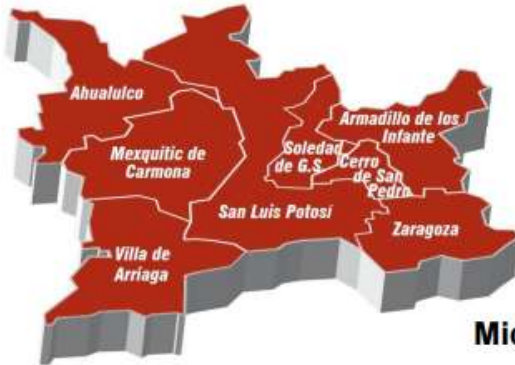 Ahualulco
Armadillo de los
Infante
Soledad
de G.S
Mexquitic de
Carmona
Cerro
de San
Pedro
San Luis Potosí
Zaragoza
Villa de
Arriaga